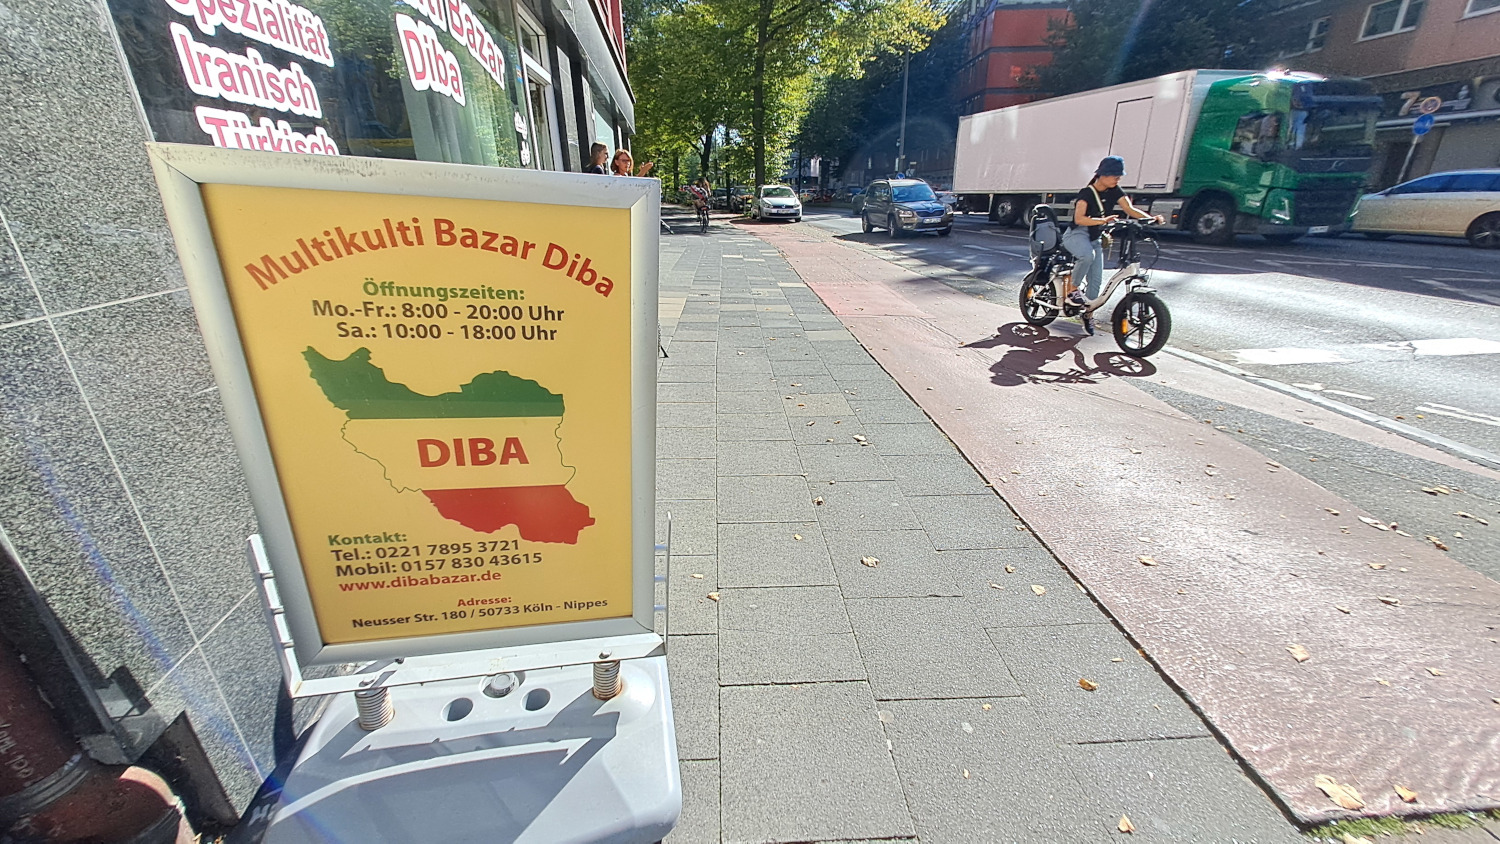 Spezialität
Iranisch
Türkisch
Bazar
Diba
Multikulti Bazar Diba
Öffnungszeiten:
Mo.-Fr.: 8:00 - 20:00 Uhr
Sa.: 10:00 - 18:00 Uhr
DIBA
Kontakt:
Tel.: 0221 7895 3721
Mobil: 0157 830 43615
www.dibabazar.de
Adresse:
Neusser Str. 180 / 50733 Köln - Nippes